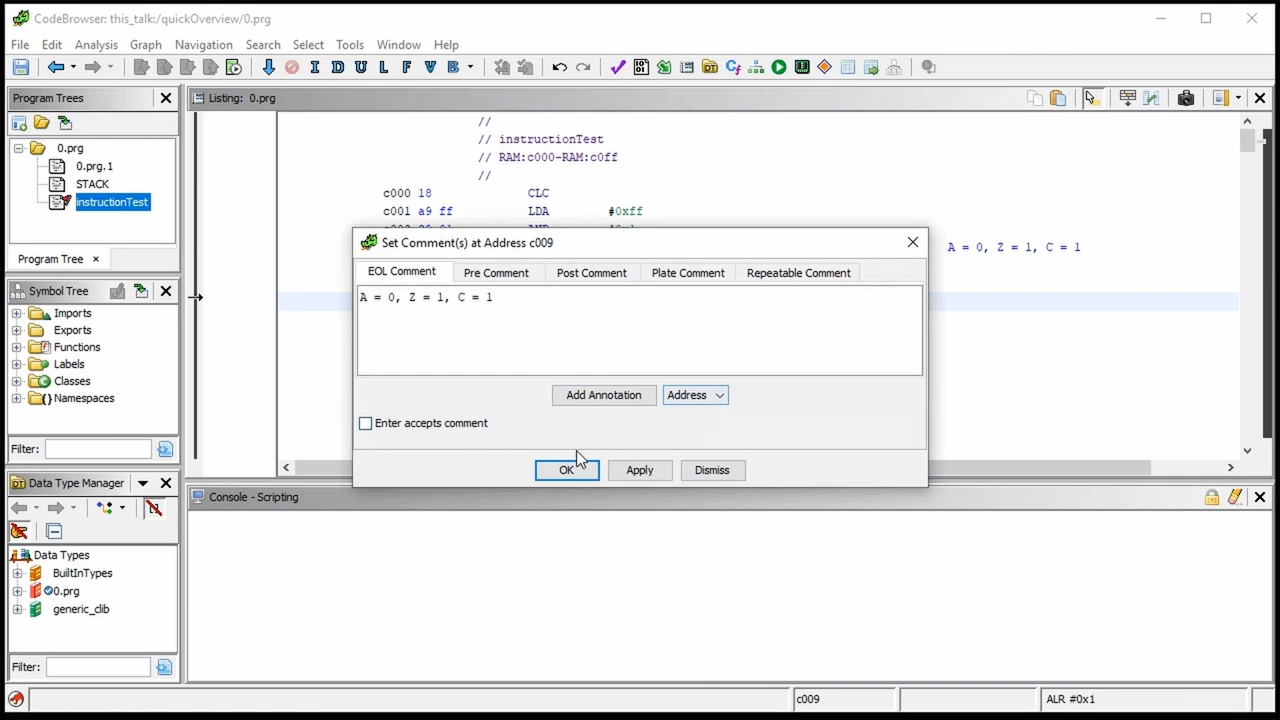 CodeBrowser: this_talk:/quickOverview/0.prg
File Edit Analysis Graph Navigation Search Select Tools Window Help
I D U L F V B
Program Trees
0.prg
0.prg.1
STACK
instructionTest
Program Tree ×
Symbol Tree
Imports
Exports
Functions
Labels
Classes
Namespaces
Filter:
Data Type Manager
Data Types
BuiltInTypes
0.prg
generic_clib
Filter:
Listing: 0.prg
//
// instructionTest
// RAM:c000-RAM:c0ff
//
c000 18 CLC
c001 a9 ff LDA #0xff
A = 0, Z = 1, C = 1
Set Comment(s) at Address c009
EOL Comment Pre Comment Post Comment Plate Comment Repeatable Comment
A = 0, Z = 1, C = 1
Add Annotation Address
Enter accepts comment
OK Apply Dismiss
Console - Scripting
c009 ALR #0x1